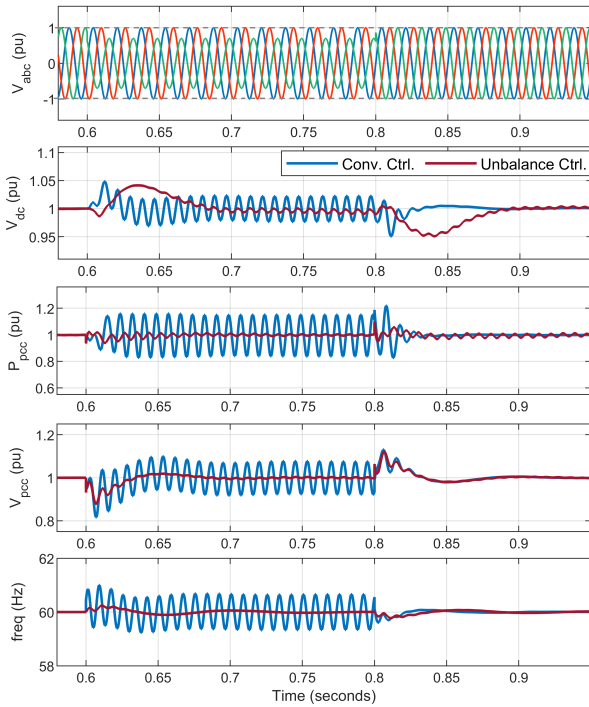 V_abc (pu)
1
0
-1
0.6 0.65 0.7 0.75 0.8 0.85 0.9
V_dc (pu)
1.1
1.05
1
0.95
Conv. Ctrl. Unbalance Ctrl.
0.6 0.65 0.7 0.75 0.8 0.85 0.9
P_pcc (pu)
1.2
1
0.8
0.6
0.6 0.65 0.7 0.75 0.8 0.85 0.9
V_pcc (pu)
1.2
1
0.8
0.6 0.65 0.7 0.75 0.8 0.85 0.9
freq (Hz)
62
60
58
0.6 0.65 0.7 0.75 0.8 0.85 0.9
Time (seconds)